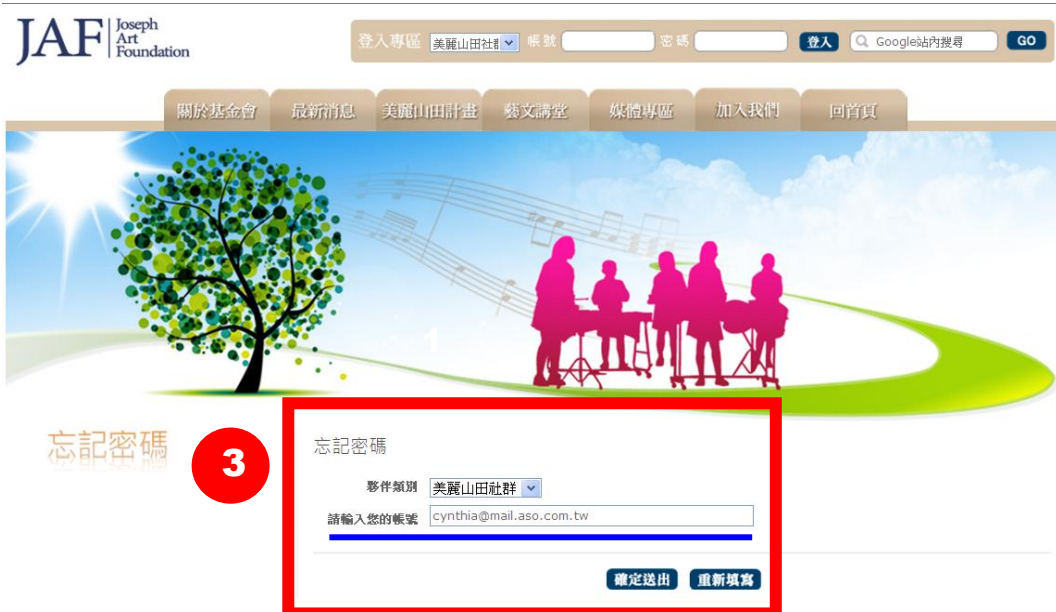 JAF Joseph
Art
Foundation
登入專區 美麗山田社群 帳號 密碼 登入 Google站內搜尋 GO
關於基金會 最新消息 美麗山田計畫 藝文講堂 媒體專區 加入我們 回首頁
1
忘記密碼
3
忘記密碼
夥伴類別 美麗山田社群
請輸入您的帳號 cynthia@mail.aso.com.tw
確定送出 重新填寫